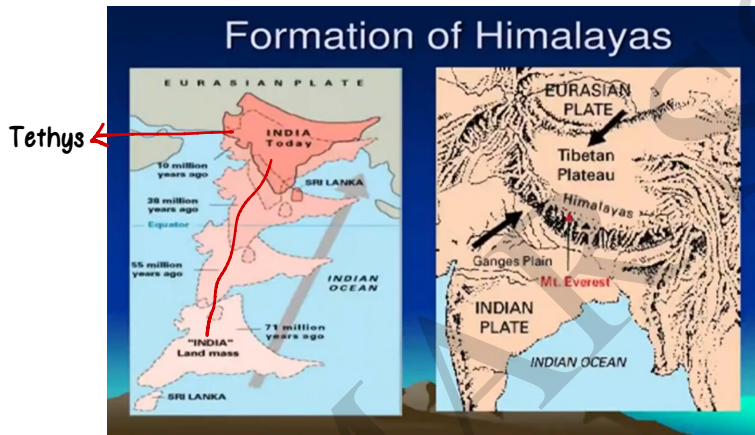 Formation of Himalayas
Tethys
EURASIAN PLATE
INDIA
Today
10 million
years ago
SRI LANKA
38 million
years ago
Equator
55 million
years ago
INDIAN
OCEAN
71 million
years ago
"INDIA"
Land mass
SRI LANKA
EURASIAN
PLATE
Tibetan
Plateau
Himalayas
Ganges Plain
Mt. Everest
INDIAN
PLATE
INDIAN OCEAN